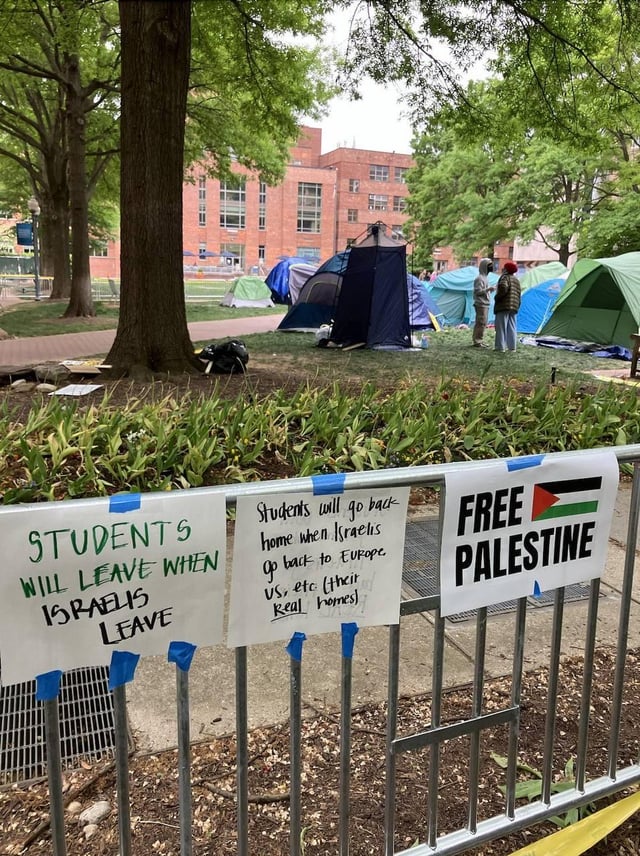 STUDENTS
WILL LEAVE WHEN
ISRAELIS
LEAVE
Students will go back
home when Israelis
go back to Europe,
US, etc (their
real homes)
FREE
PALESTINE